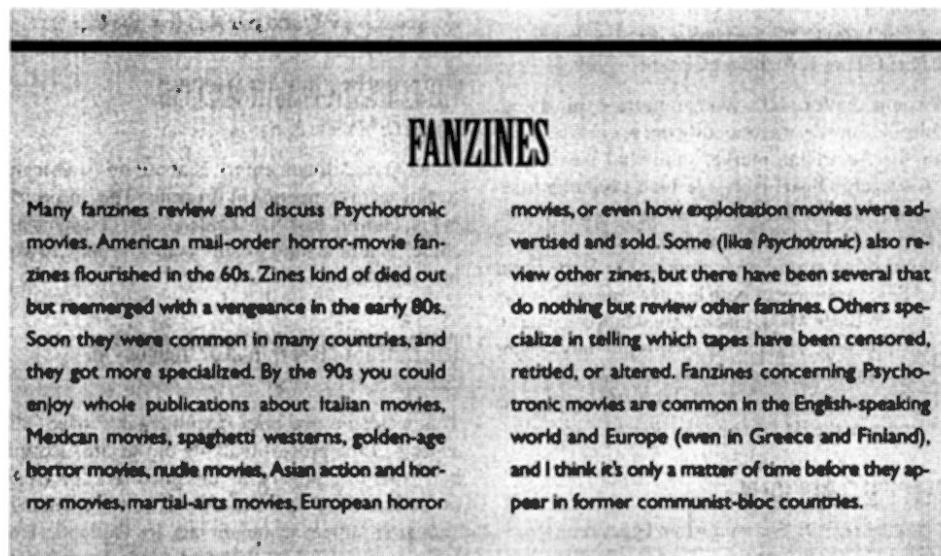 FANZINES
Many fanzines review and discuss Psychotronic
movies. American mail-order horror-movie fan-
zines flourished in the 60s. Zines kind of died out
but reemerged with a vengeance in the early 80s.
Soon they were common in many countries, and
they got more specialized. By the 90s you could
enjoy whole publications about Italian movies,
Mexican movies, spaghetti westerns, golden-age
horror movies, nudie movies, Asian action and hor-
ror movies, martial-arts movies, European horror
movies, or even how exploitation movies were ad-
vertised and sold. Some (like Psychotronic) also re-
view other zines, but there have been several that
do nothing but review other fanzines. Others spe-
cialize in telling which tapes have been censored,
retitled, or altered. Fanzines concerning Psycho-
tronic movies are common in the English-speaking
world and Europe (even in Greece and Finland),
and I think it's only a matter of time before they ap-
pear in former communist-bloc countries.